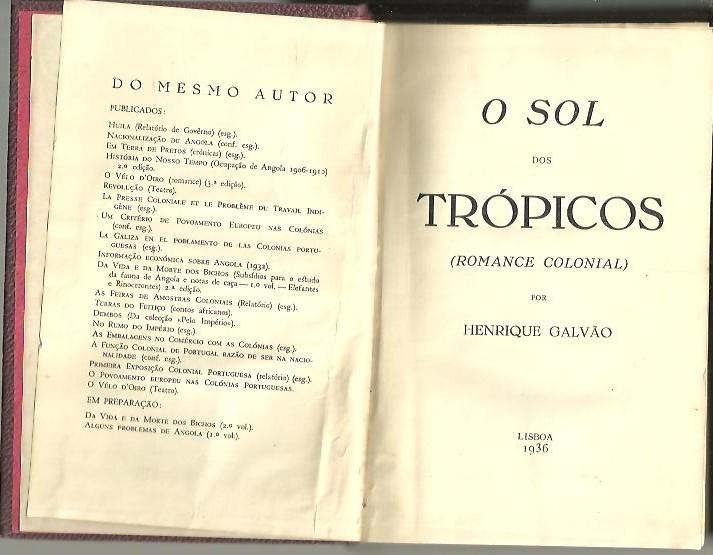 DO MESMO AUTOR
PUBLICADOS:
HUILA (Relatório de Govêrno) (esg.).
NACIONALIZAÇÃO DE ANGOLA (conf. esg.).
EM TERRA DE PRETOS (crónicas) (esg.).
HISTÓRIA DO NOSSO TEMPO (Ocupação de Angola 1906-1910)
2.ª edição.
O VÉLO D'OIRO (romance) (3.ª edição).
REVOLUÇÃO (Teatro).
LA PRESSE COLONIALE ET LE PROBLÈME DU TRAVAIL INDI-
GÈNE (esg.).
UM CRITÉRIO DE POVOAMENTO EUROPEU NAS COLÓNIAS
(conf. esg.).
LA GALIZA EN EL POBLAMENTO DE LAS COLONIAS PORTU-
GUESAS (esg.).
INFORMAÇÃO ECONÓMICA SOBRE ANGOLA (1932).
DA VIDA E DA MORTE DOS BICHOS (Subsídios para o estudo
da fauna de Angola e notas de caça — 1.º vol. — Elefantes
e Rinocerontes) 2.ª edição.
AS FEIRAS DE AMOSTRAS COLONIAIS (Relatório) (esg.).
TERRAS DO FEITIÇO (contos africanos).
DEMBOS (Da colecção «Pelo Império»).
NO RUMO DO IMPÉRIO (esg.).
AS EMBALAGENS NO COMÉRCIO COM AS COLÓNIAS (esg.).
A FUNÇÃO COLONIAL DE PORTUGAL RAZÃO DE SER NA NACIO-
NALIDADE (conf. esg.).
PRIMEIRA EXPOSIÇÃO COLONIAL PORTUGUESA (relatório) (esg.).
O POVOAMENTO EUROPEU NAS COLÓNIAS PORTUGUESAS.
O VÉLO D'OIRO (Teatro).
EM PREPARAÇÃO:
DA VIDA E DA MORTE DOS BICHOS (2.º vol.).
ALGUNS PROBLEMAS DE ANGOLA (1.º vol.).
O SOL
DOS
TRÓPICOS
(ROMANCE COLONIAL)
POR
HENRIQUE GALVÃO
LISBOA
1936